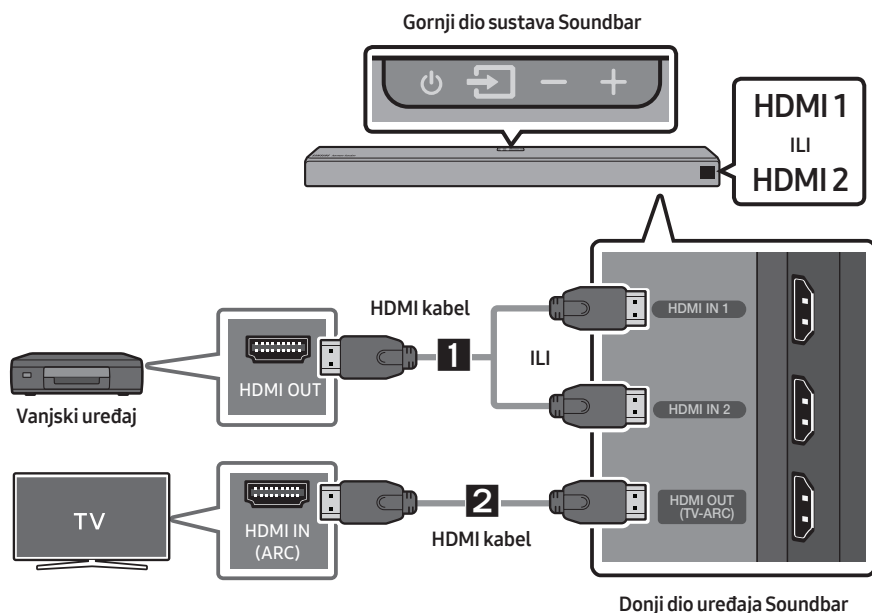 Gornji dio sustava Soundbar
HDMI 1
ILI
HDMI 2
HDMI kabel
HDMI IN 1
HDMI OUT
1
ILI
Vanjski uređaj
HDMI IN 2
TV
HDMI IN
(ARC)
2
HDMI kabel
HDMI OUT
(TV-ARC)
Donji dio uređaja Soundbar